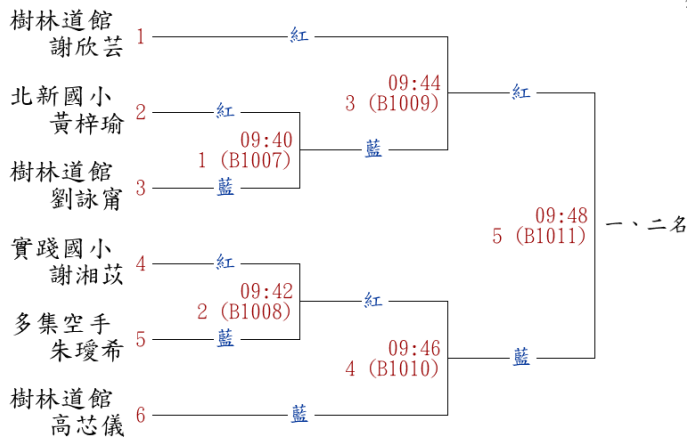 樹林道館
謝欣芸
1
紅
09:44
3 (B1009)
紅
北新國小
黃梓瑜
2
紅
09:40
1 (B1007)
藍
樹林道館
劉詠甯
3
藍
09:48
5 (B1011)
一、二名
實踐國小
謝湘苡
4
紅
09:42
2 (B1008)
紅
多集空手
朱璦希
5
藍
09:46
4 (B1010)
藍
樹林道館
高芯儀
6
藍